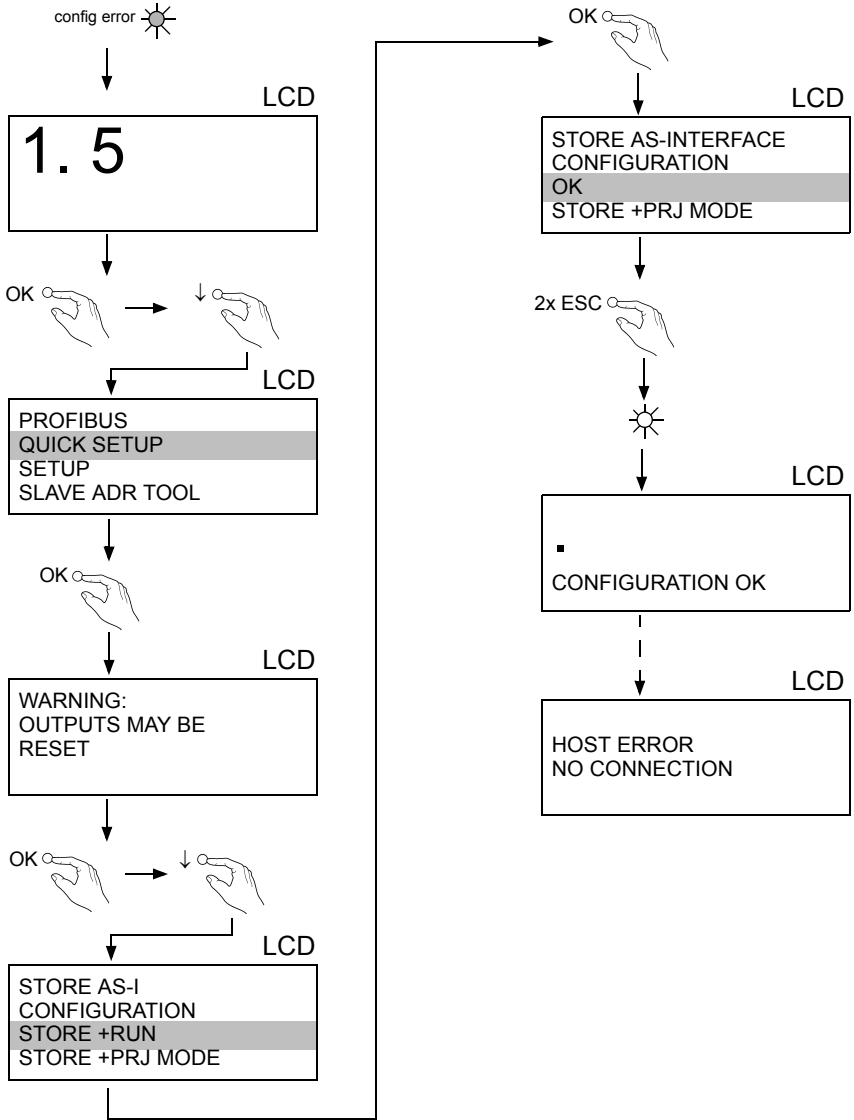 config error
LCD
1. 5
OK ↓
LCD
PROFIBUS
QUICK SETUP
SETUP
SLAVE ADR TOOL
OK
LCD
WARNING:
OUTPUTS MAY BE
RESET
OK ↓
LCD
STORE AS-I
CONFIGURATION
STORE +RUN
STORE +PRJ MODE
OK
LCD
STORE AS-INTERFACE
CONFIGURATION
OK
STORE +PRJ MODE
2x ESC
LCD
.
CONFIGURATION OK
LCD
HOST ERROR
NO CONNECTION